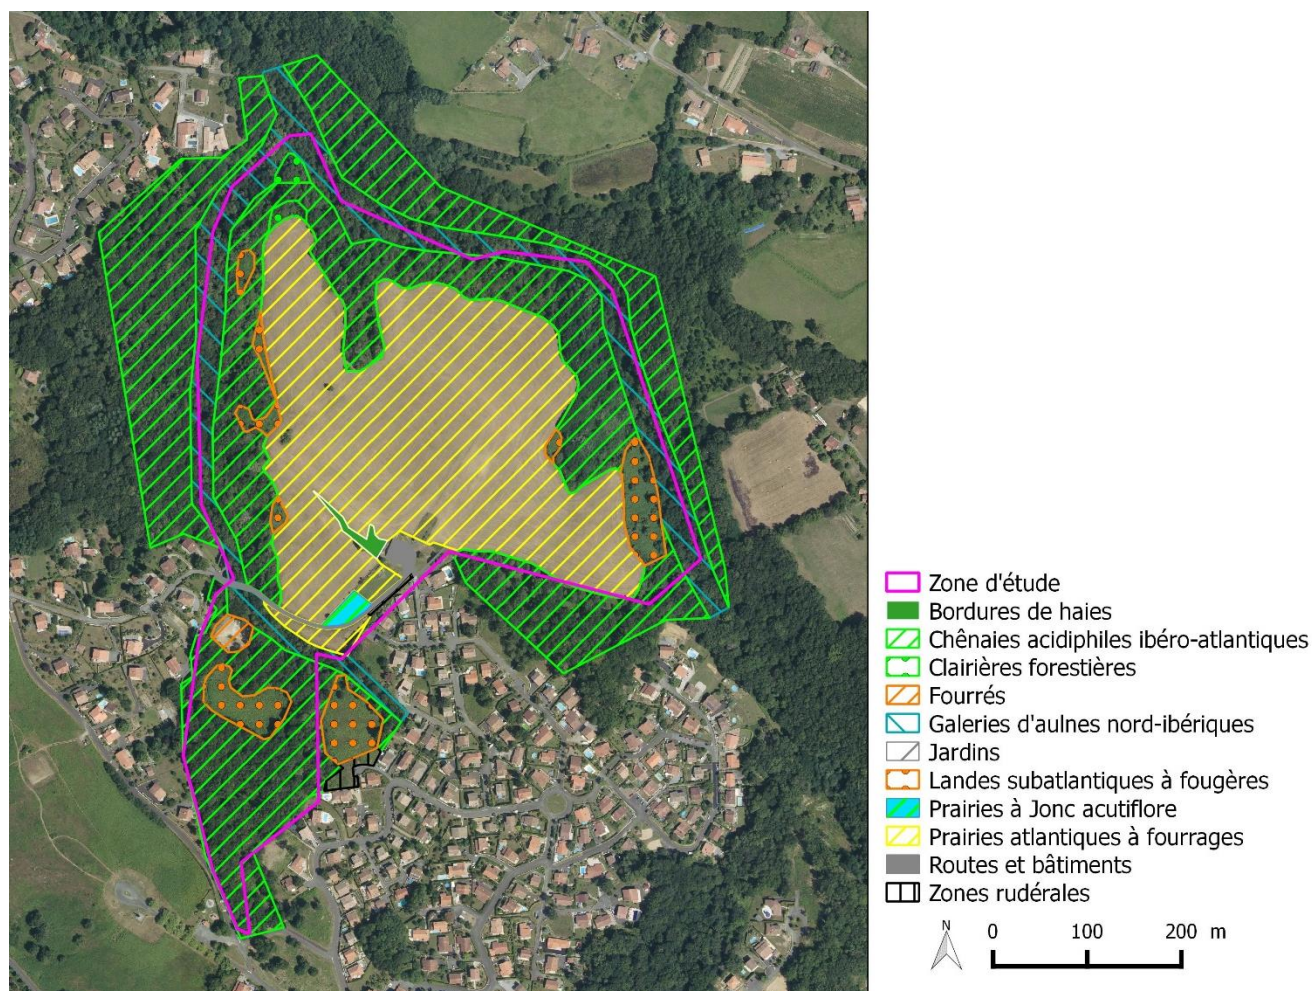 Zone d'étude
Bordures de haies
Chênaies acidiphiles ibéro-atlantiques
Clairières forestières
Fourrés
Galeries d'aulnes nord-ibériques
Jardins
Landes subatlantiques à fougères
Prairies à Jonc acutiflore
Prairies atlantiques à fourrages
Routes et bâtiments
Zones rudérales
N
0 100 200 m